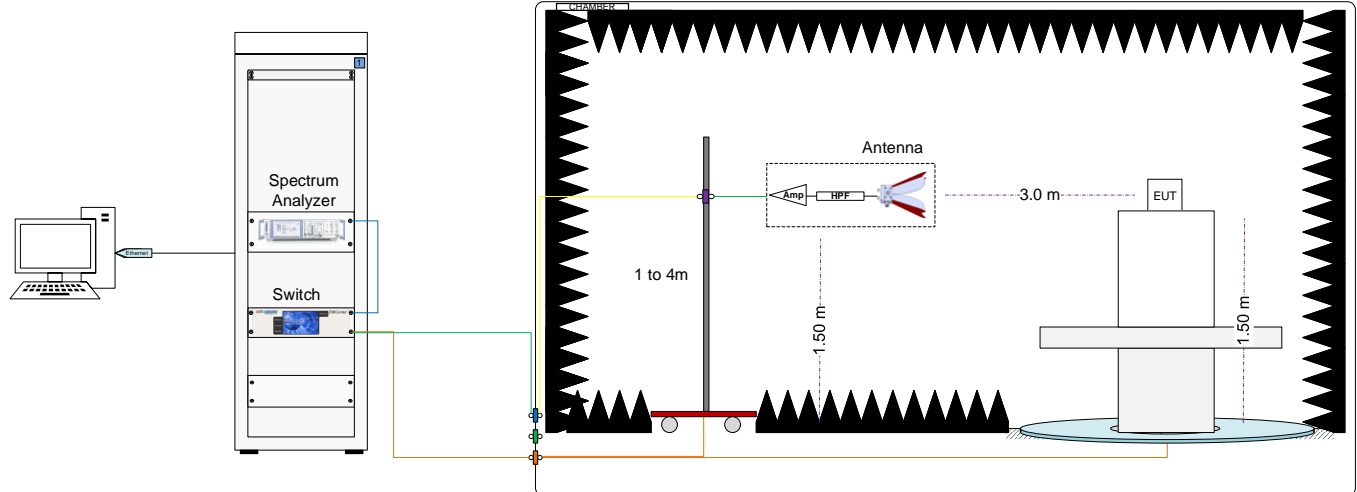 CHAMBER
1
Antenna
Spectrum
Analyzer
Amp
HPF
3.0 m
EUT
Ethernet
1 to 4m
Switch
1.50 m
1.50 m